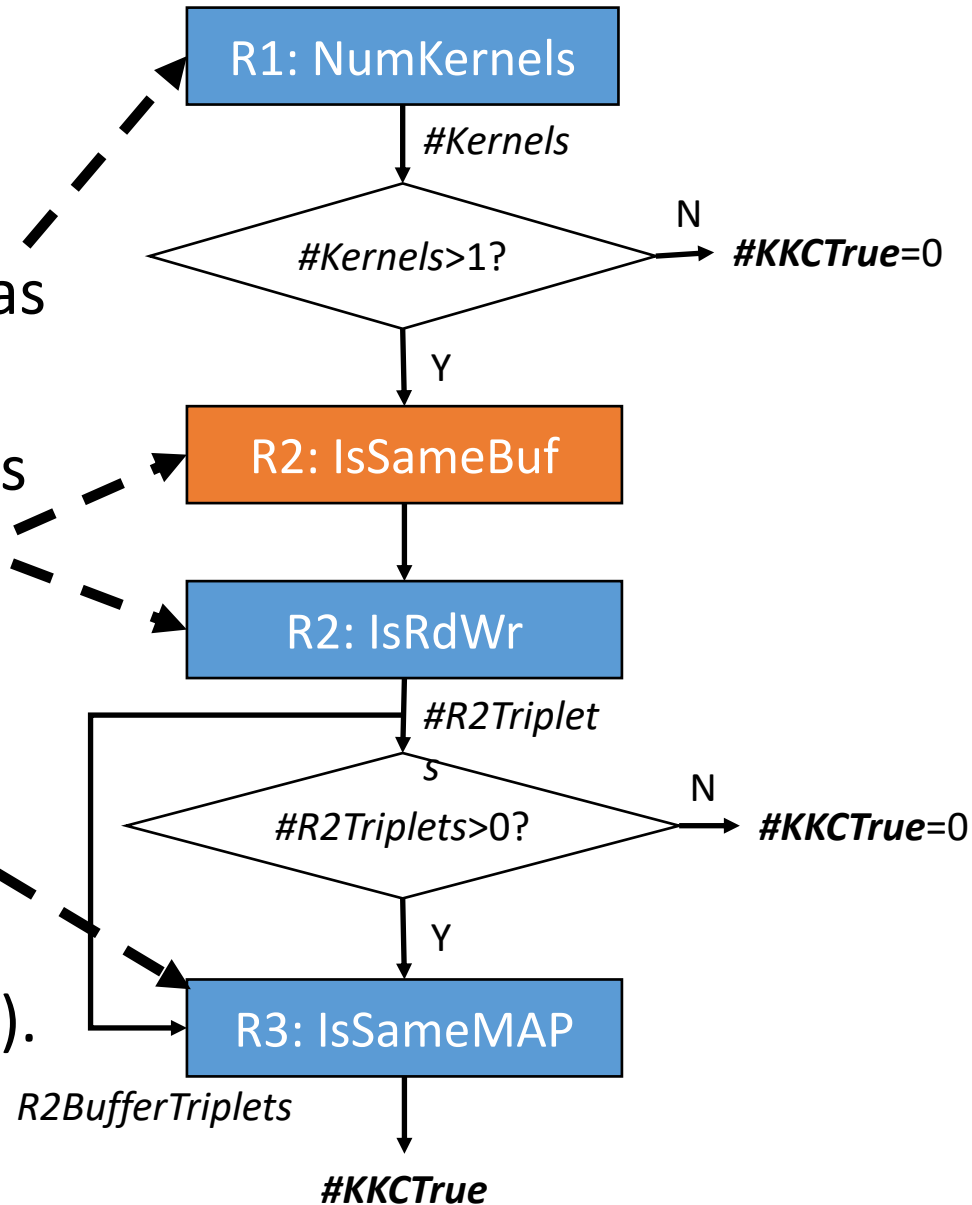 R1: NumKernels
#Kernels
#Kernels>1?
N
#KKCTrue=0
as
Y
R2: IsSameBuf
s
R2: IsRdWr
#R2Triplet
s
#R2Triplets>0?
N
#KKCTrue=0
Y
R3: IsSameMAP
).
R2BufferTriplets
#KKCTrue